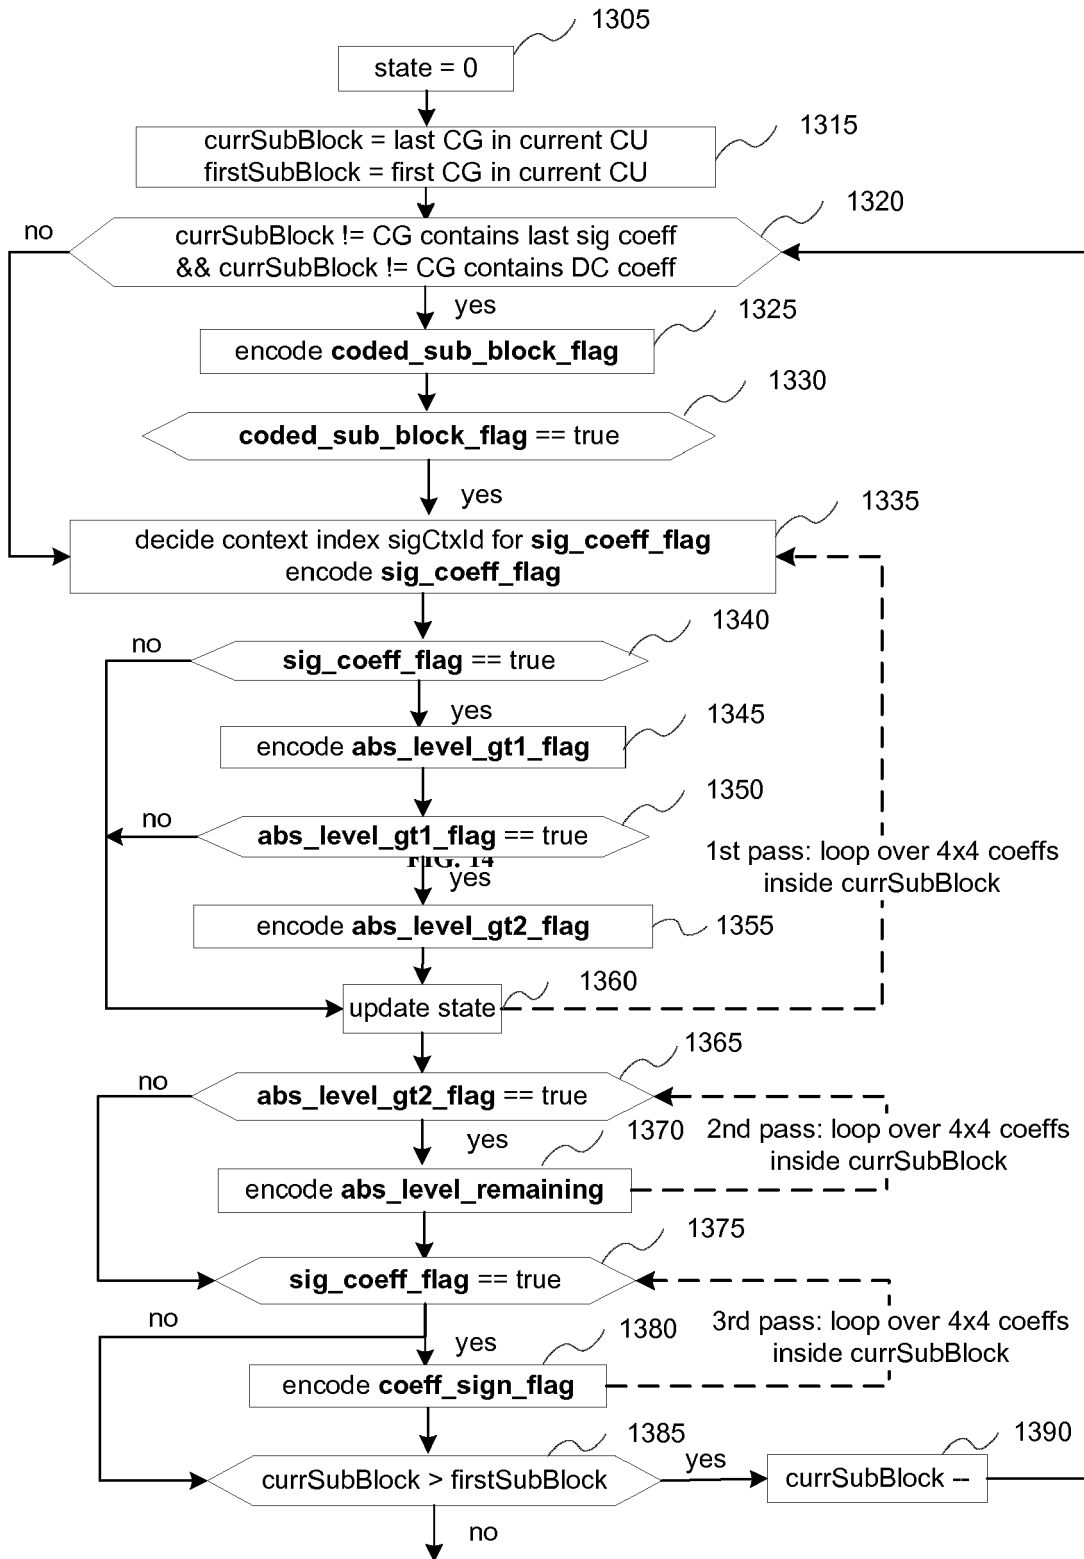 1305
state = 0
1315
currSubBlock = last CG in current CU
firstSubBlock = first CG in current CU
1320
no
currSubBlock != CG contains last sig coeff
&& currSubBlock != CG contains DC coeff
yes
1325
encode coded_sub_block_flag
1330
coded_sub_block_flag == true
yes
1335
decide context index sigCtxId for sig_coeff_flag
encode sig_coeff_flag
1340
no
sig_coeff_flag == true
yes
1345
encode abs_level_gt1_flag
1350
no
abs_level_gt1_flag == true
FIG. 14
yes
1st pass: loop over 4x4 coeffs
inside currSubBlock
encode abs_level_gt2_flag
1355
1360
update state
1365
no
abs_level_gt2_flag == true
yes
1370
2nd pass: loop over 4x4 coeffs
inside currSubBlock
encode abs_level_remaining
1375
sig_coeff_flag == true
no
yes
1380
3rd pass: loop over 4x4 coeffs
inside currSubBlock
encode coeff_sign_flag
1385
currSubBlock > firstSubBlock
yes
1390
currSubBlock --
no